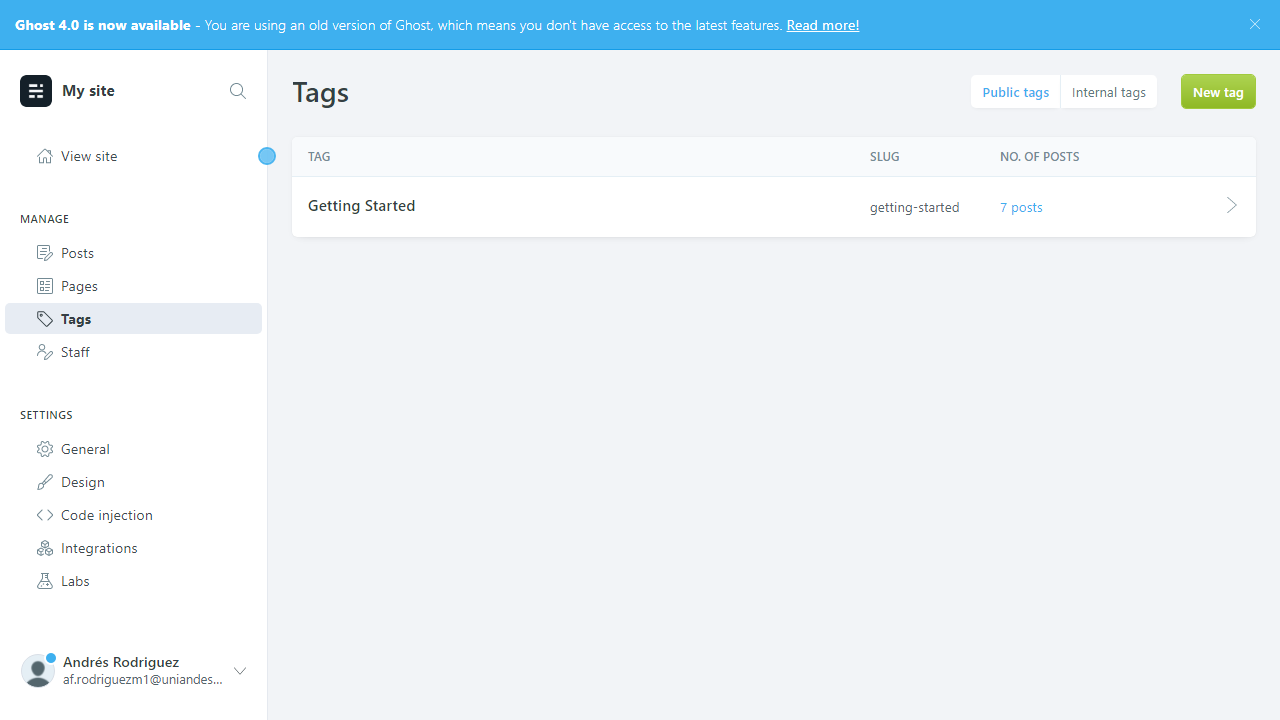 Ghost 4.0 is now available - You are using an old version of Ghost, which means you don't have access to the latest features. Read more!
My site
View site
MANAGE
Posts
Pages
Tags
Staff
SETTINGS
General
Design
Code injection
Integrations
Labs
Andrés Rodriguez
af.rodriguezm1@uniandes...
Tags
Public tags
Internal tags
New tag
TAG SLUG NO. OF POSTS
Getting Started getting-started 7 posts